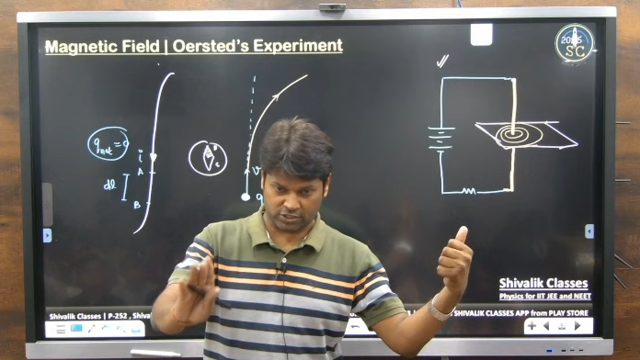 Magnetic Field | Oersted's Experiment
SC
q_net = 0
i
A
dl
B
v
q
Shivalik Classes
Physics for IIT JEE and NEET
Shivalik Classes | P-252 , Shiva
SHIVALIK CLASSES APP from PLAY STORE